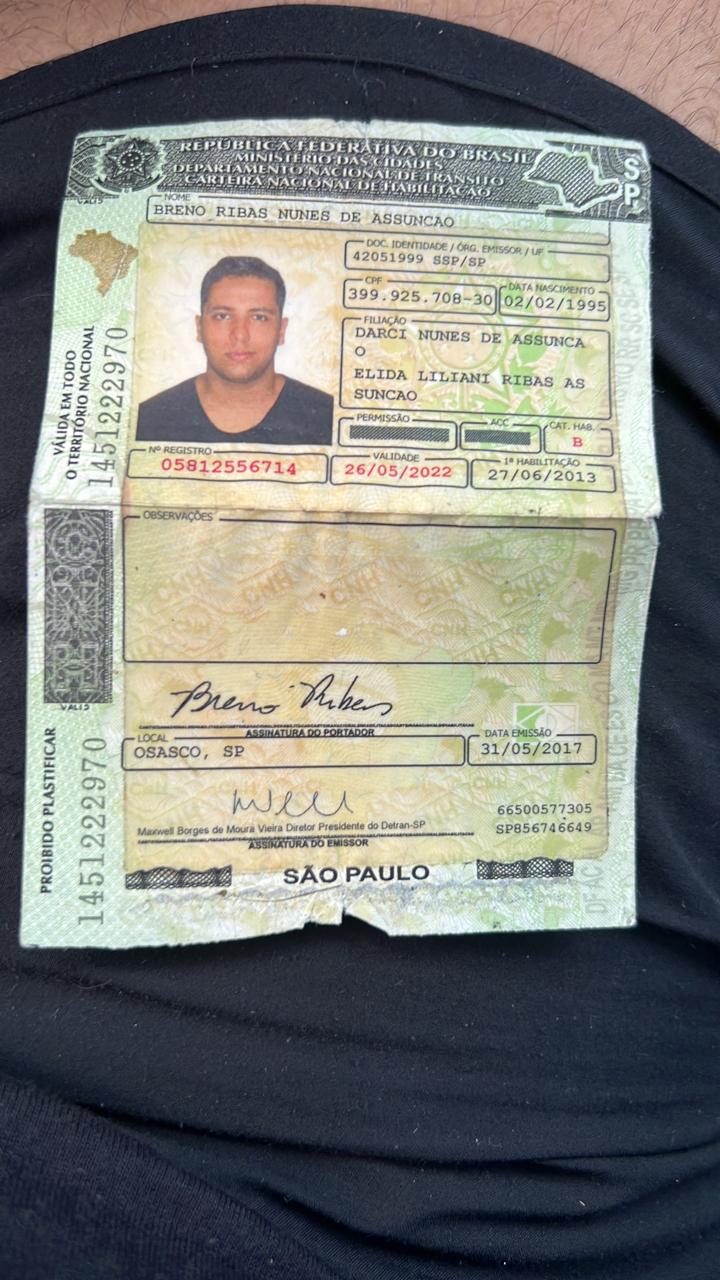 REPÚBLICA FEDERATIVA DO BRASIL
MINISTÉRIO DAS CIDADES
DEPARTAMENTO NACIONAL DE TRÂNSITO
CARTEIRA NACIONAL DE HABILITAÇÃO
SP
NOME
BRENO RIBAS NUNES DE ASSUNCAO
DOC. IDENTIDADE / ÓRG. EMISSOR / UF
42051999 SSP/SP
CPF
399.925.708-30
DATA NASCIMENTO
02/02/1995
FILIAÇÃO
DARCI NUNES DE ASSUNCA
O
ELIDA LILIANI RIBAS AS
SUNCAO
PERMISSÃO
ACC
CAT. HAB.
B
Nº REGISTRO
05812556714
VALIDADE
26/05/2022
1ª HABILITAÇÃO
27/06/2013
VÁLIDA EM TODO
O TERRITÓRIO NACIONAL
1451222970
OBSERVAÇÕES
Breno Ribas
ASSINATURA DO PORTADOR
LOCAL
OSASCO, SP
DATA EMISSÃO
31/05/2017
66500577305
SP856746649
Maxwell Borges de Moura Vieira Diretor Presidente do Detran-SP
ASSINATURA DO EMISSOR
SÃO PAULO
PROIBIDO PLASTIFICAR
1451222970